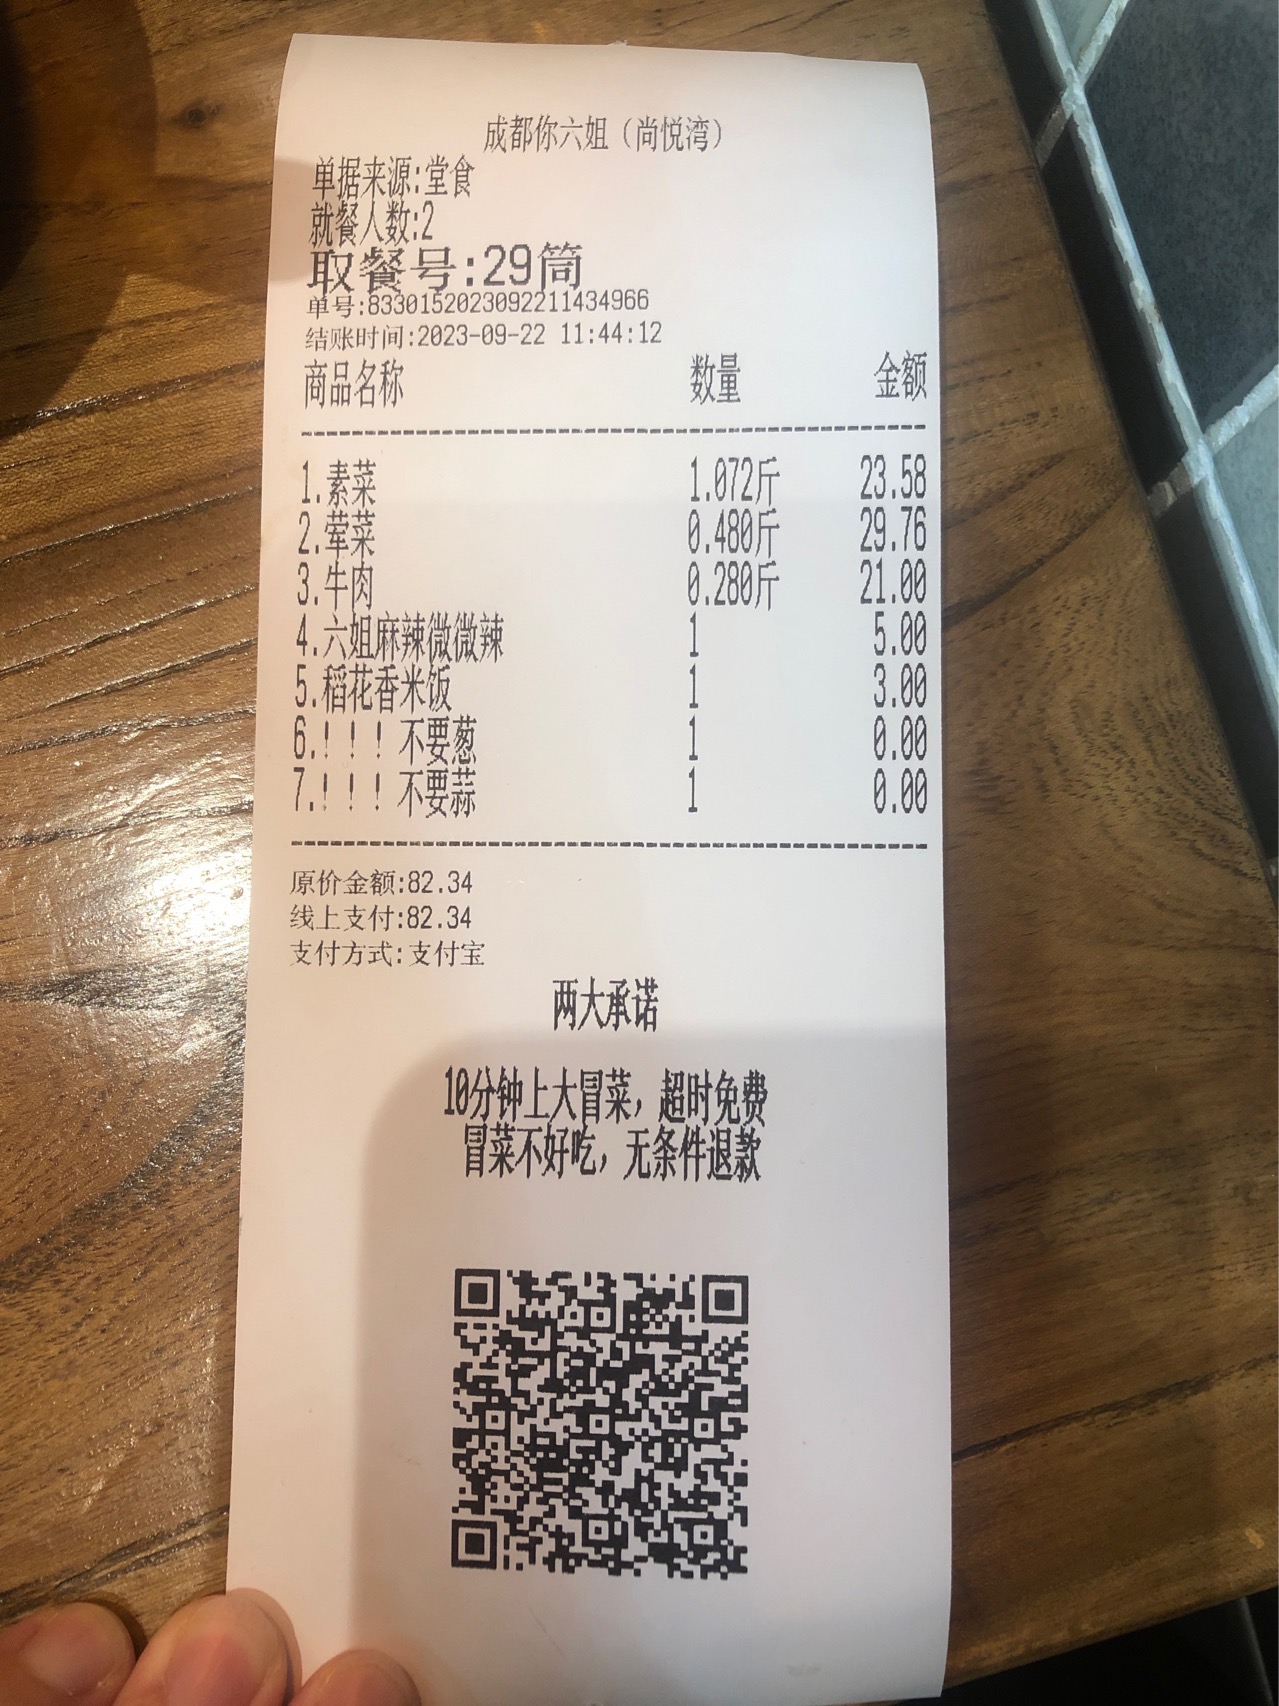 成都你六姐（尚悦湾）
单据来源:堂食
就餐人数:2
取餐号:29筒
单号:8330152023092211434966
结账时间:2023-09-22 11:44:12
商品名称 数量 金额
1.素菜 1.072斤 23.58
2.荤菜 0.480斤 29.76
3.牛肉 0.280斤 21.00
4.六姐麻辣微微辣 1 5.00
5.稻花香米饭 1 3.00
6.！！！不要葱 1 0.00
7.！！！不要蒜 1 0.00
原价金额:82.34
线上支付:82.34
支付方式:支付宝
两大承诺
10分钟上大冒菜，超时免费
冒菜不好吃，无条件退款